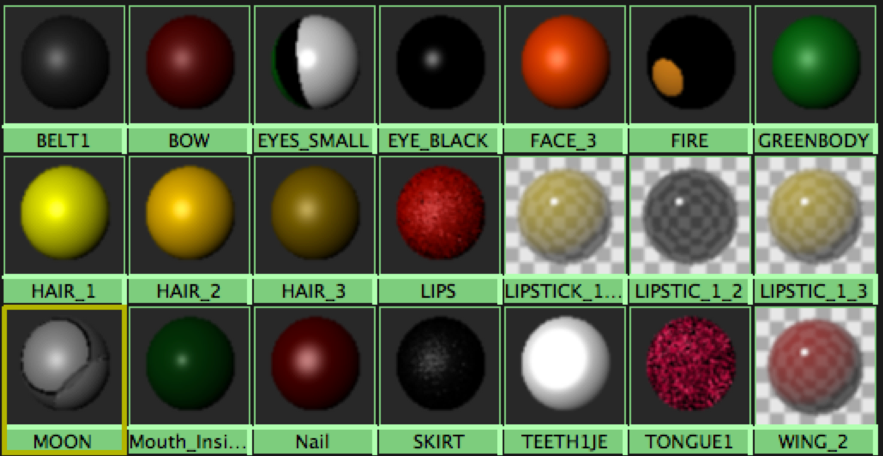 BELT1 BOW EYES_SMALL EYE_BLACK FACE_3 FIRE GREENBODY
HAIR_1 HAIR_2 HAIR_3 LIPS LIPSTICK_1... LIPSTIC_1_2 LIPSTIC_1_3
MOON Mouth_Insi... Nail SKIRT TEETH1JE TONGUE1 WING_2